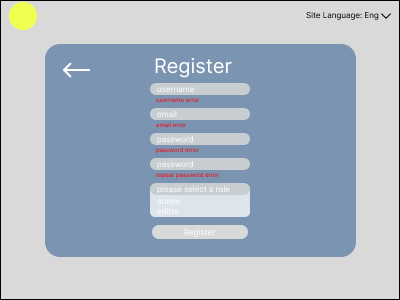 Site Language: Eng
Register
username
username error
email
email error
password
password error
password
repeat password error
please select a role
admin
editor
Register